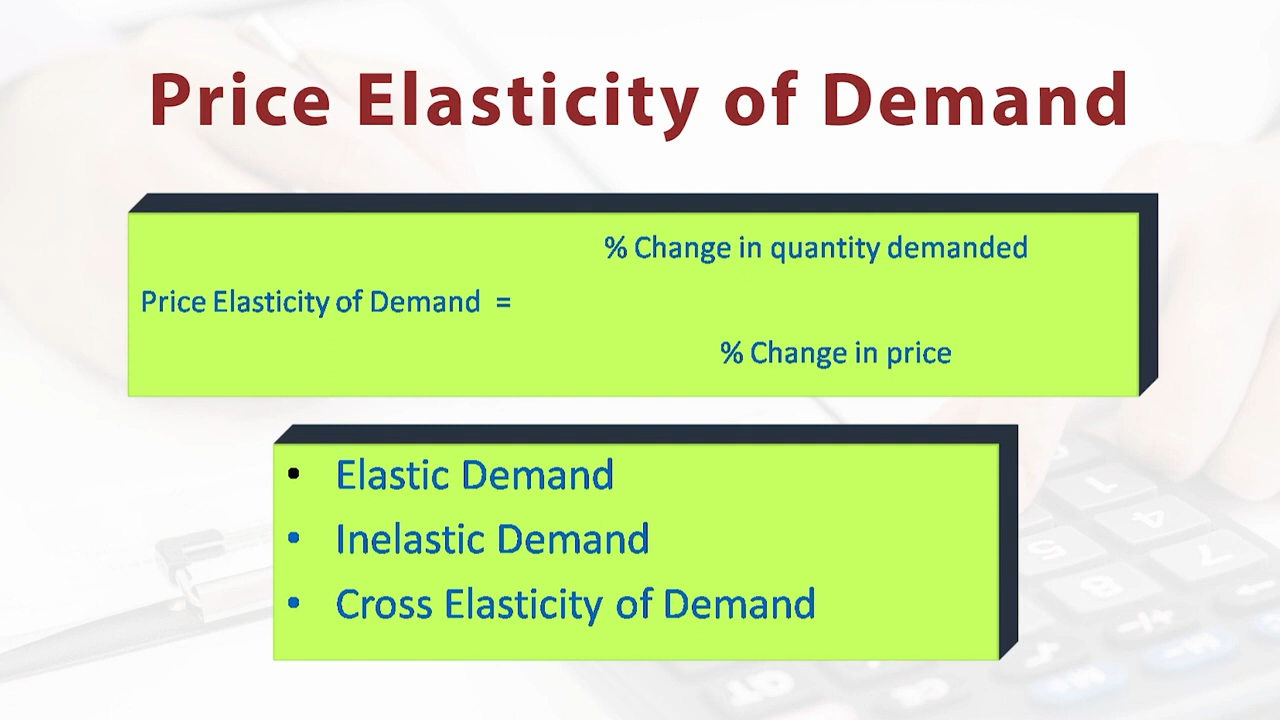 Price Elasticity of Demand
% Change in quantity demanded
Price Elasticity of Demand =
% Change in price
• Elastic Demand
• Inelastic Demand
• Cross Elasticity of Demand